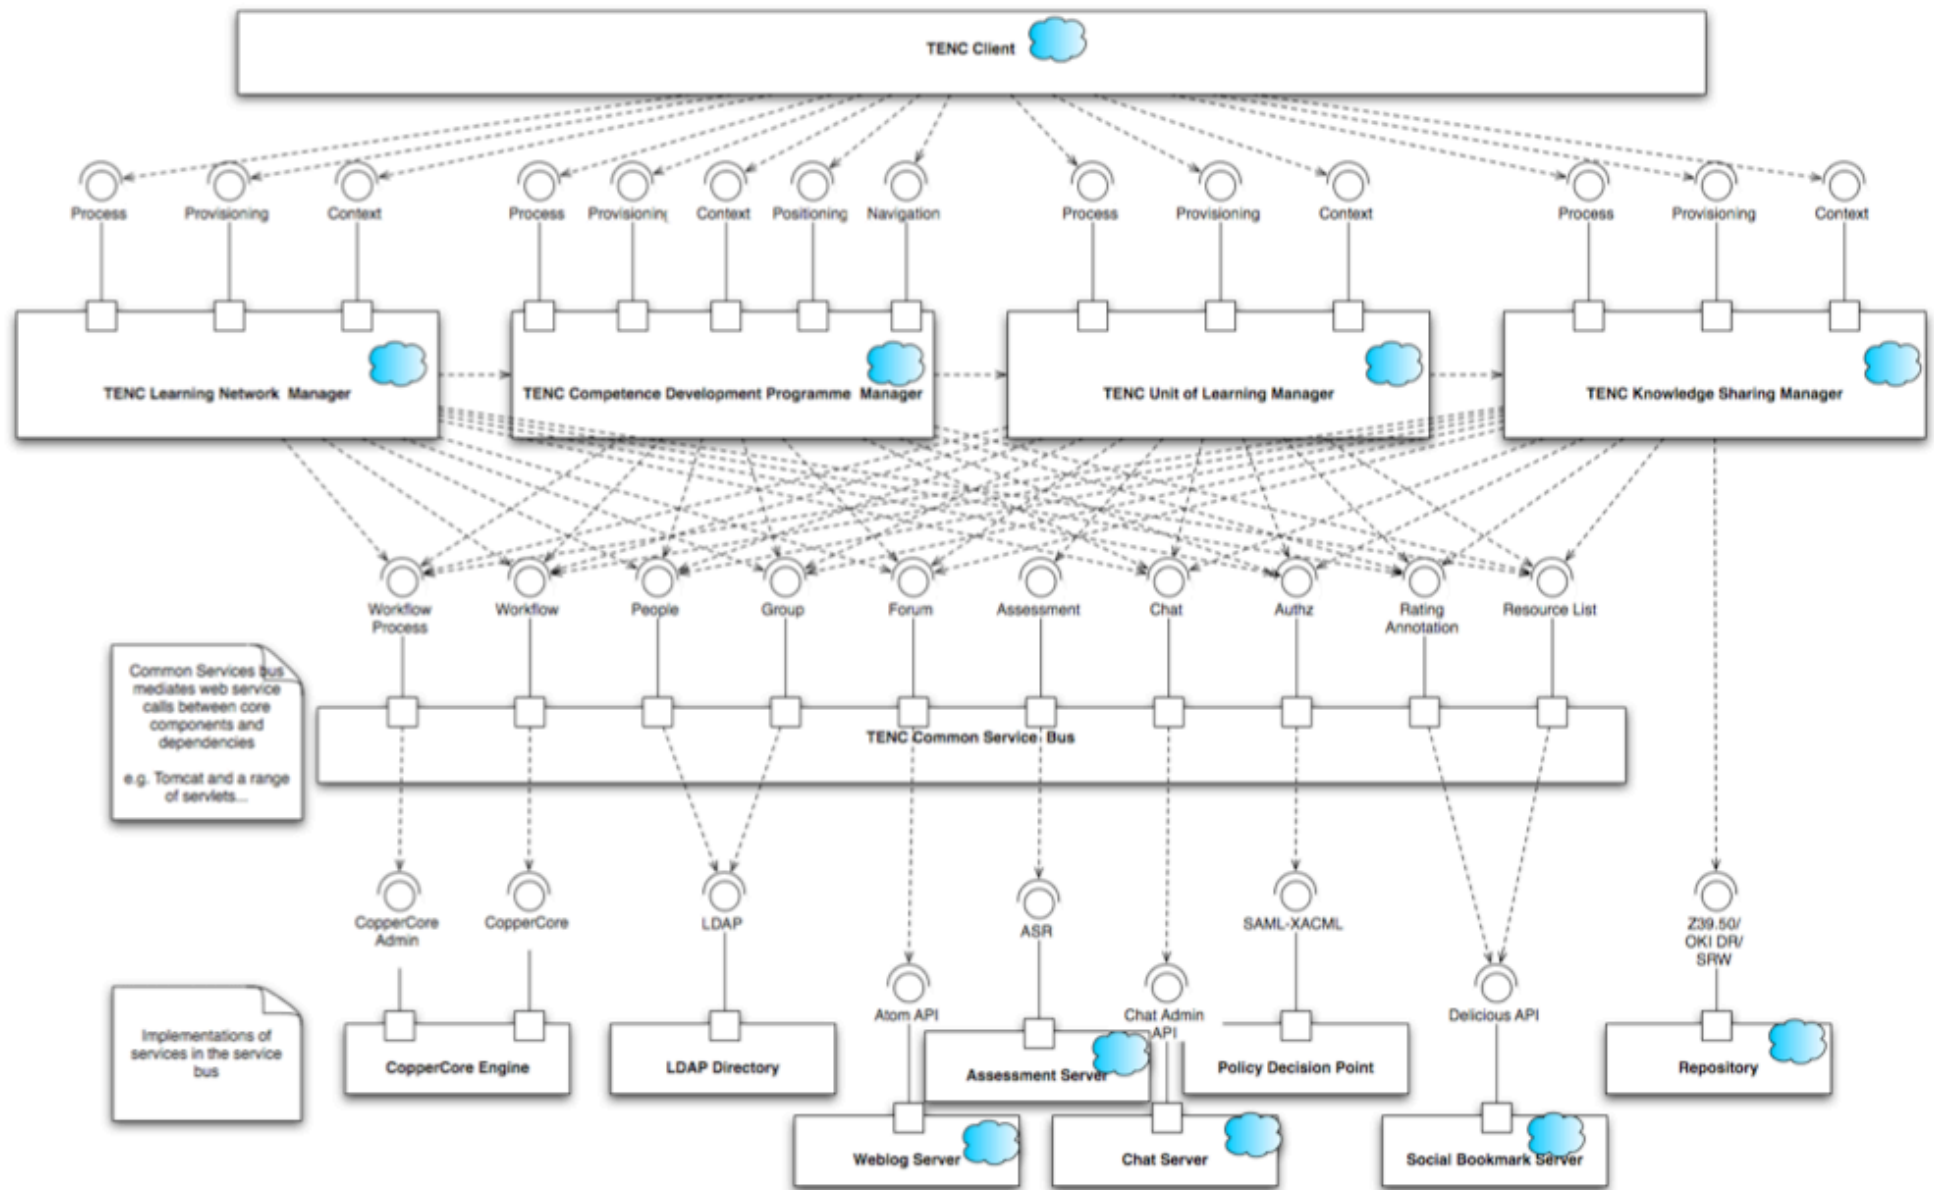 TENC Client
Process
Provisioning
Context
Process
Provisioning
Context
Positioning
Navigation
Process
Provisioning
Context
Process
Provisioning
Context
TENC Learning Network Manager
TENC Competence Development Programme Manager
TENC Unit of Learning Manager
TENC Knowledge Sharing Manager
Workflow
Process
Workflow
People
Group
Forum
Assessment
Chat
Authz
Rating
Annotation
Resource List
Common Services bus
mediates web service
calls between core
components and
dependencies
e.g. Tomcat and a range
of servlets...
TENC Common Service Bus
CopperCore
Admin
CopperCore
LDAP
ASR
SAML-XACML
Z39.50/
OKI DR/
SRW
Atom API
Chat Admin
API
Delicious API
Implementations of
services in the service
bus
CopperCore Engine
LDAP Directory
Assessment Server
Policy Decision Point
Repository
Weblog Server
Chat Server
Social Bookmark Server